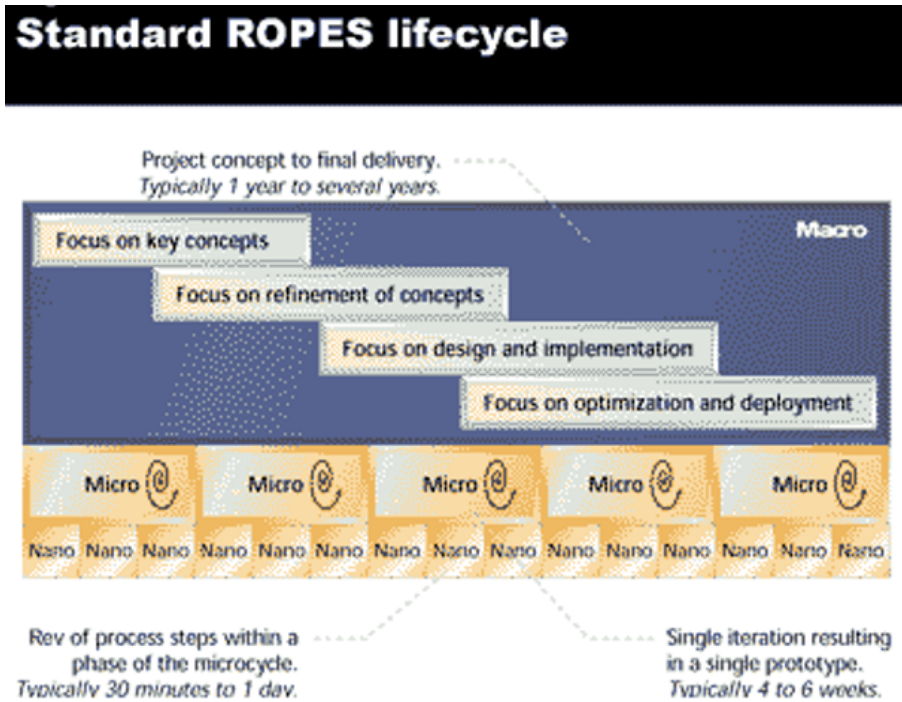 Standard ROPES lifecycle
Project concept to final delivery.
Typically 1 year to several years.
Macro
Focus on key concepts
Focus on refinement of concepts
Focus on design and implementation
Focus on optimization and deployment
Micro Micro Micro Micro Micro
Nano Nano Nano Nano Nano Nano Nano Nano Nano Nano Nano Nano Nano Nano Nano
Rev of process steps within a
phase of the microcycle.
Typically 30 minutes to 1 day.
Single iteration resulting
in a single prototype.
Typically 4 to 6 weeks.